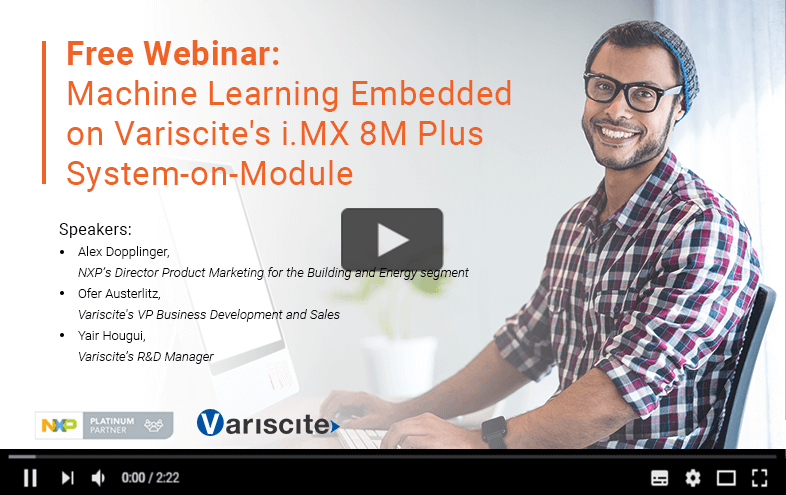 Free Webinar:
Machine Learning Embedded
on Variscite's i.MX 8M Plus
System-on-Module
Speakers:
• Alex Dopplinger,
NXP's Director Product Marketing for the Building and Energy segment
• Ofer Austerlitz,
Variscite's VP Business Development and Sales
• Yair Hougui,
Variscite's R&D Manager
NXP PLATINUM
PARTNER
Variscite
0:00 / 2:22